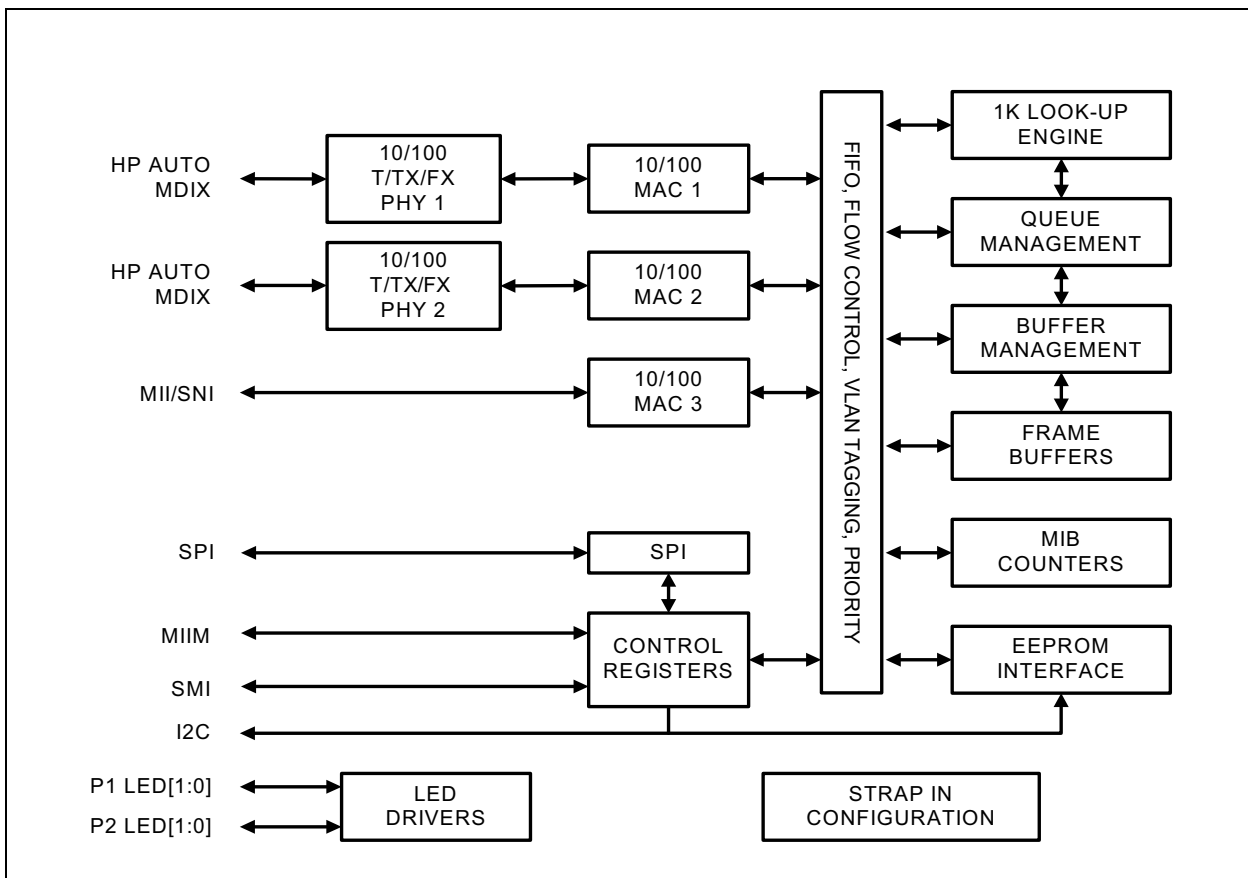 HP AUTO
MDIX
10/100
T/TX/FX
PHY 1
10/100
MAC 1
HP AUTO
MDIX
10/100
T/TX/FX
PHY 2
10/100
MAC 2
MII/SNI
10/100
MAC 3
SPI
SPI
MIIM
SMI
CONTROL
REGISTERS
I2C
P1 LED[1:0]
P2 LED[1:0]
LED
DRIVERS
FIFO, FLOW CONTROL, VLAN TAGGING, PRIORITY
1K LOOK-UP
ENGINE
QUEUE
MANAGEMENT
BUFFER
MANAGEMENT
FRAME
BUFFERS
MIB
COUNTERS
EEPROM
INTERFACE
STRAP IN
CONFIGURATION